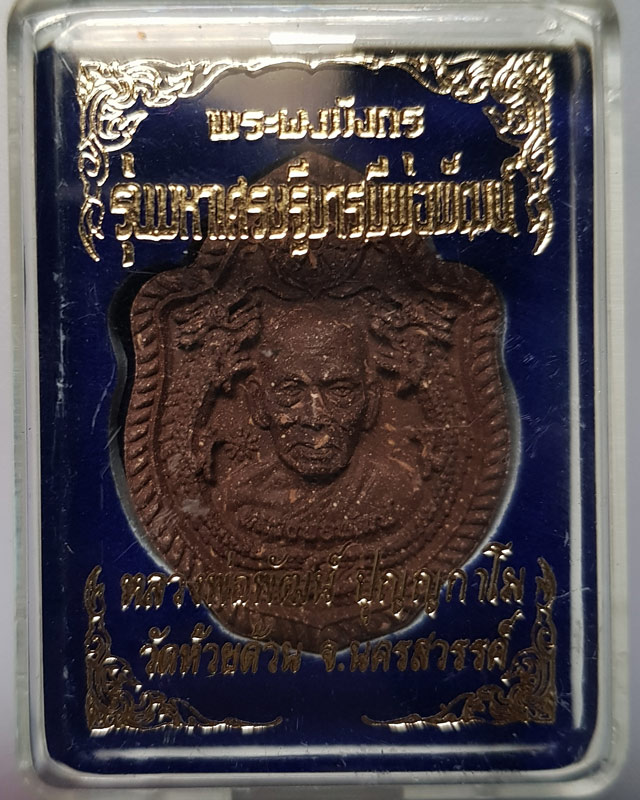 พระผงมังกร
รุ่นมหาเศรษฐีบารมีพ่อพัฒน์
หลวงพ่อพัฒน์ ปุญญกาโม
วัดห้วยด้วน จ.นครสวรรค์